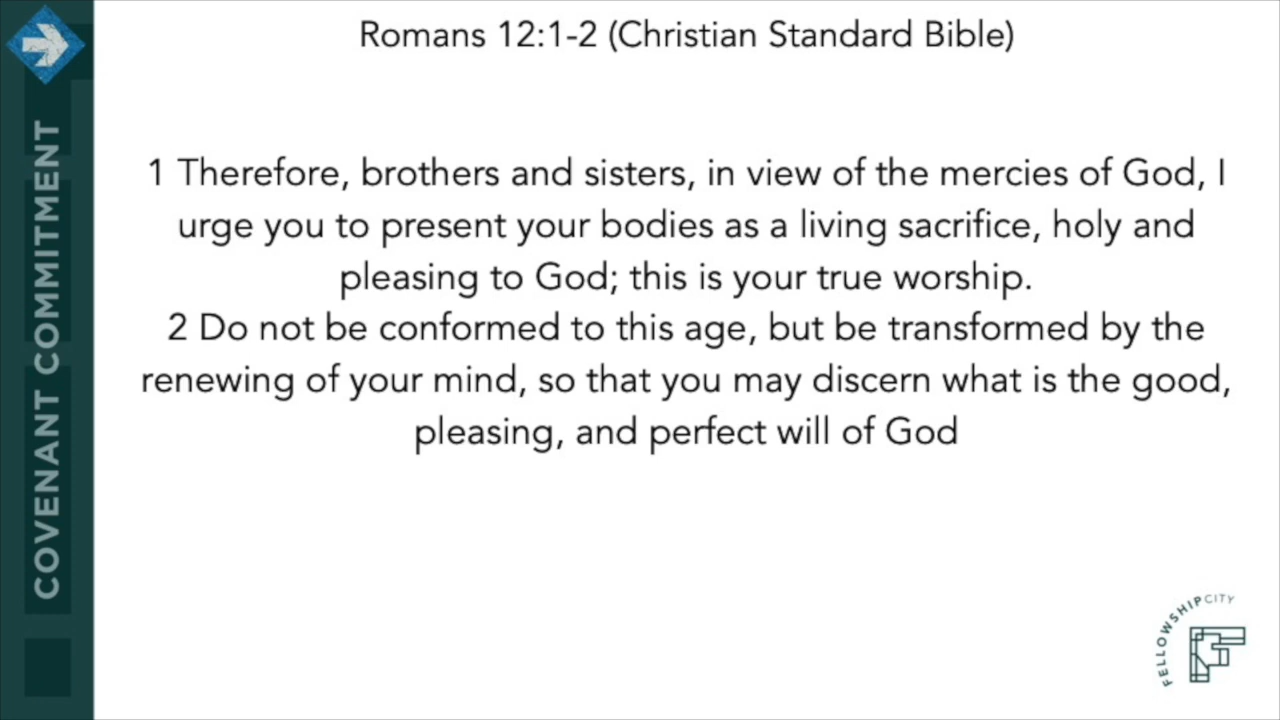 Romans 12:1-2 (Christian Standard Bible)
1 Therefore, brothers and sisters, in view of the mercies of God, I
urge you to present your bodies as a living sacrifice, holy and
pleasing to God; this is your true worship.
2 Do not be conformed to this age, but be transformed by the
renewing of your mind, so that you may discern what is the good,
pleasing, and perfect will of God
COVENANT COMMITMENT
FELLOWSHIPCITY